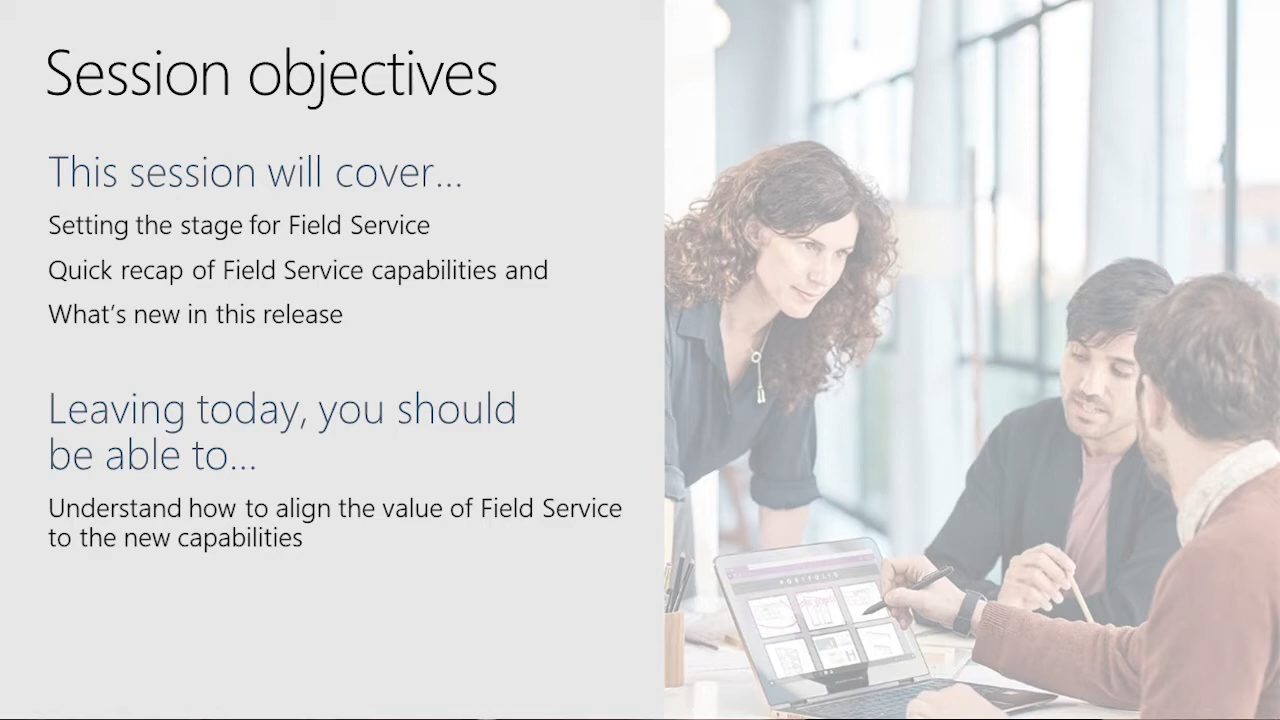 Session objectives
This session will cover...
Setting the stage for Field Service
Quick recap of Field Service capabilities and
What's new in this release
Leaving today, you should
be able to...
Understand how to align the value of Field Service
to the new capabilities
PORTFOLIO